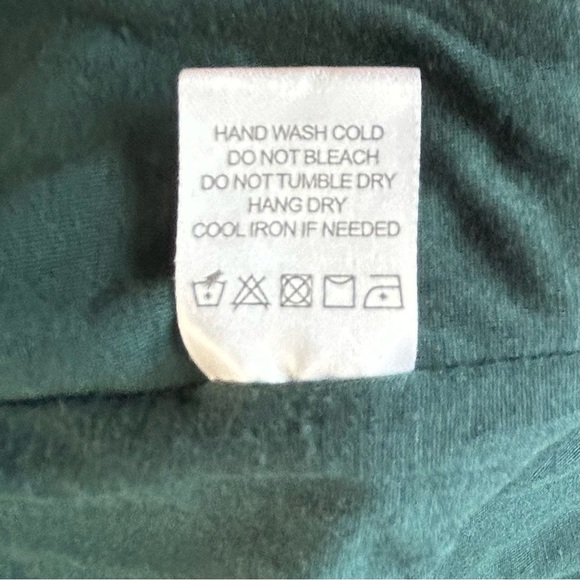 HAND WASH COLD
DO NOT BLEACH
DO NOT TUMBLE DRY
HANG DRY
COOL IRON IF NEEDED